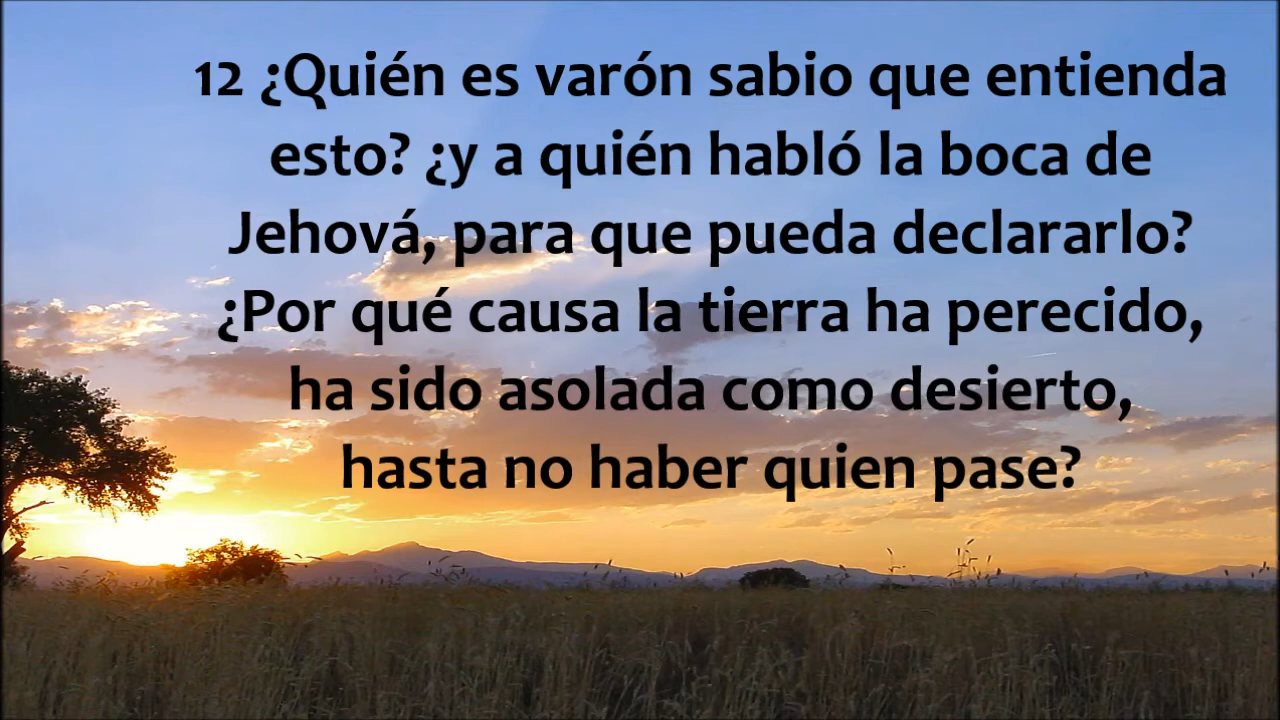 12 ¿Quién es varón sabio que entienda
esto? ¿y a quién habló la boca de
Jehová, para que pueda declararlo?
¿Por qué causa la tierra ha perecido,
ha sido asolada como desierto,
hasta no haber quien pase?